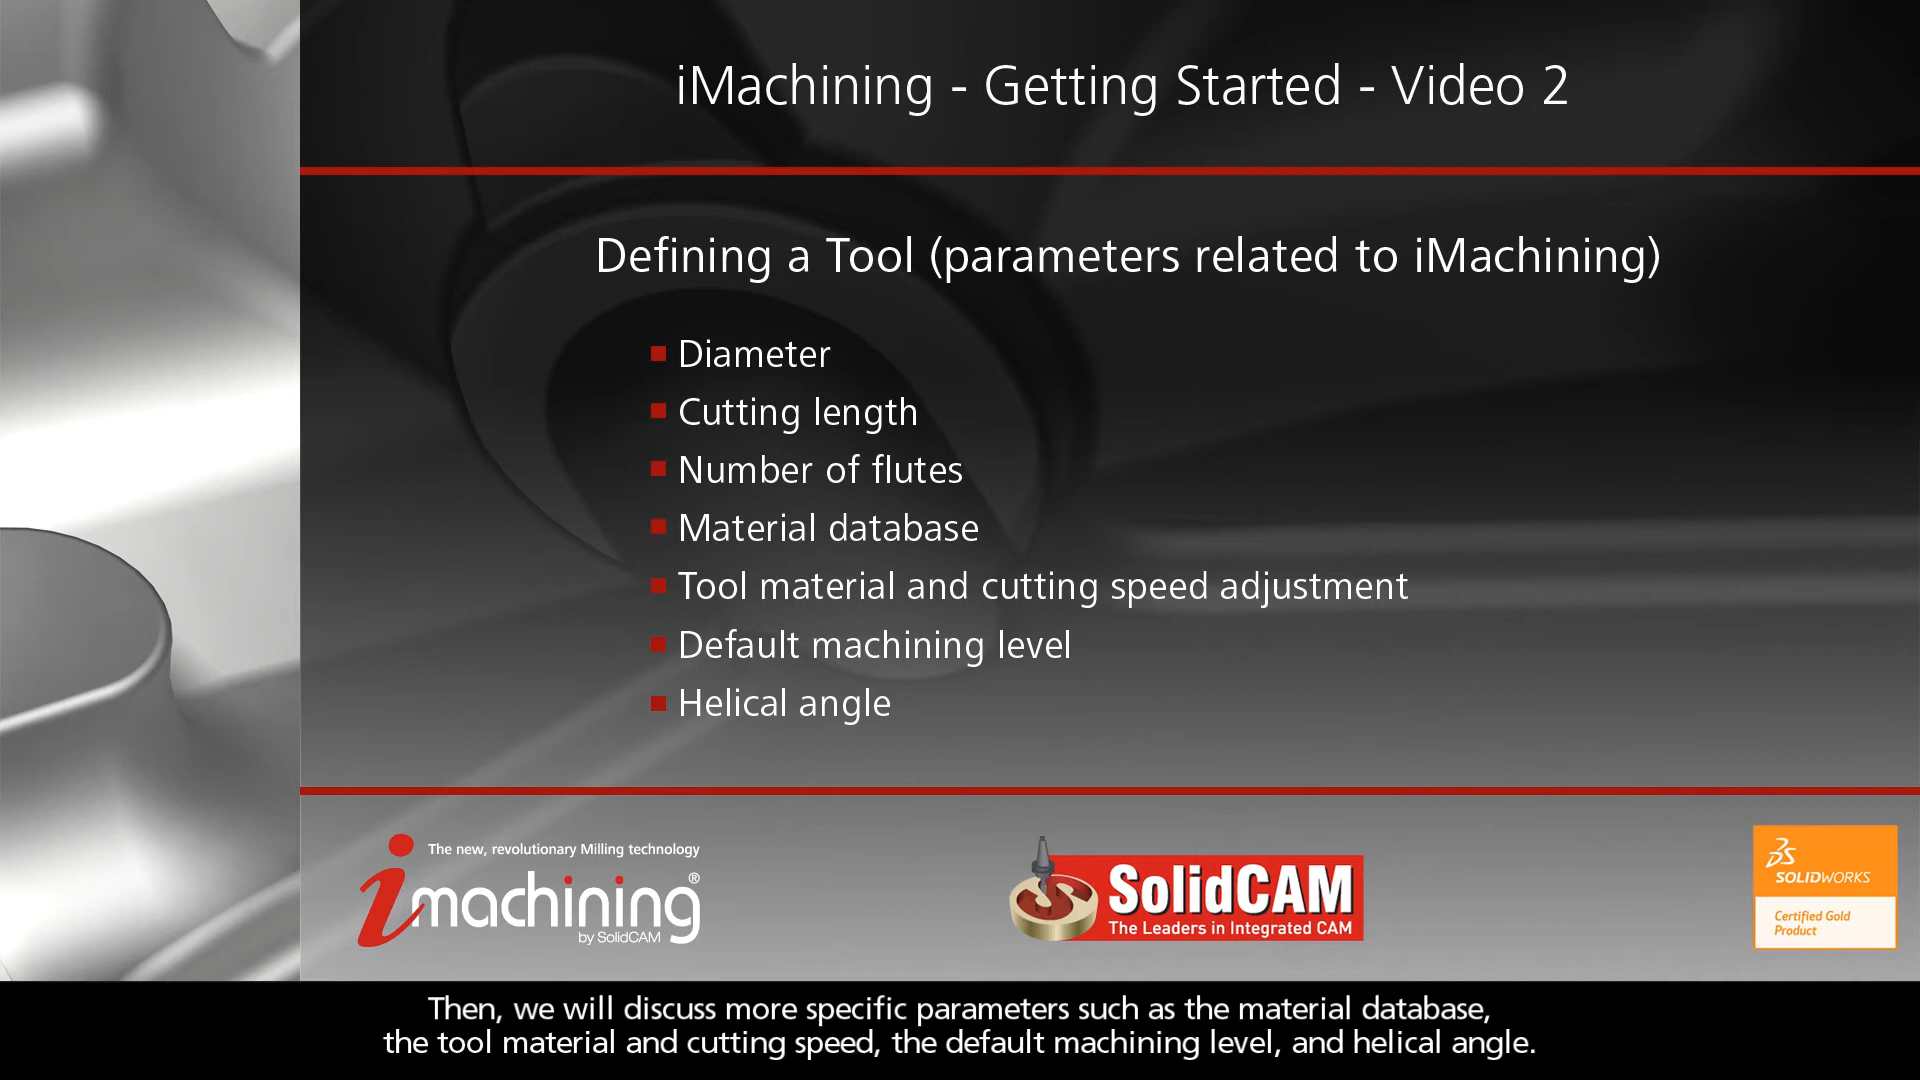 iMachining - Getting Started - Video 2
Defining a Tool (parameters related to iMachining)
Diameter
Cutting length
Number of flutes
Material database
Tool material and cutting speed adjustment
Default machining level
Helical angle
The new, revolutionary Milling technology
imachining®
by SolidCAM
SolidCAM
The Leaders in Integrated CAM
SOLIDWORKS
Certified Gold
Product
Then, we will discuss more specific parameters such as the material database,
the tool material and cutting speed, the default machining level, and helical angle.